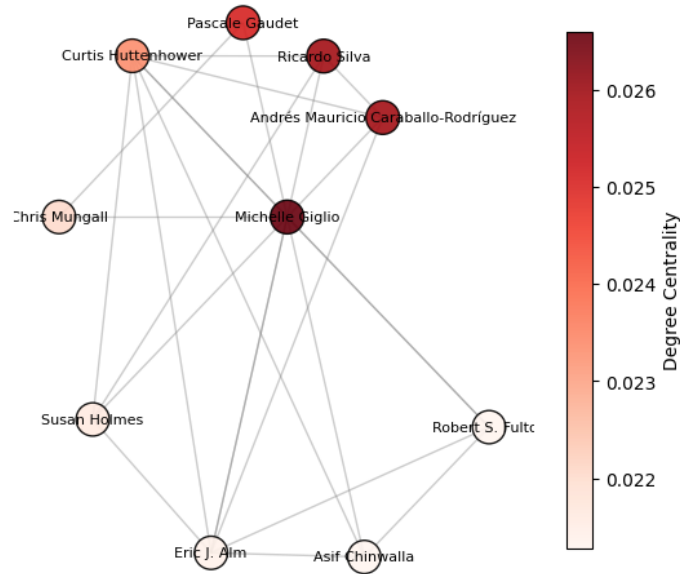 Pascale Gaudet
Curtis Huttenhower
Ricardo Silva
Andrés Mauricio Caraballo-Rodríguez
Chris Mungall
Michelle Giglio
Susan Holmes
Robert S. Fultc
Eric J. Alm
Asif Chinwalla
0.026
0.025
0.024
0.023
0.022
Degree Centrality